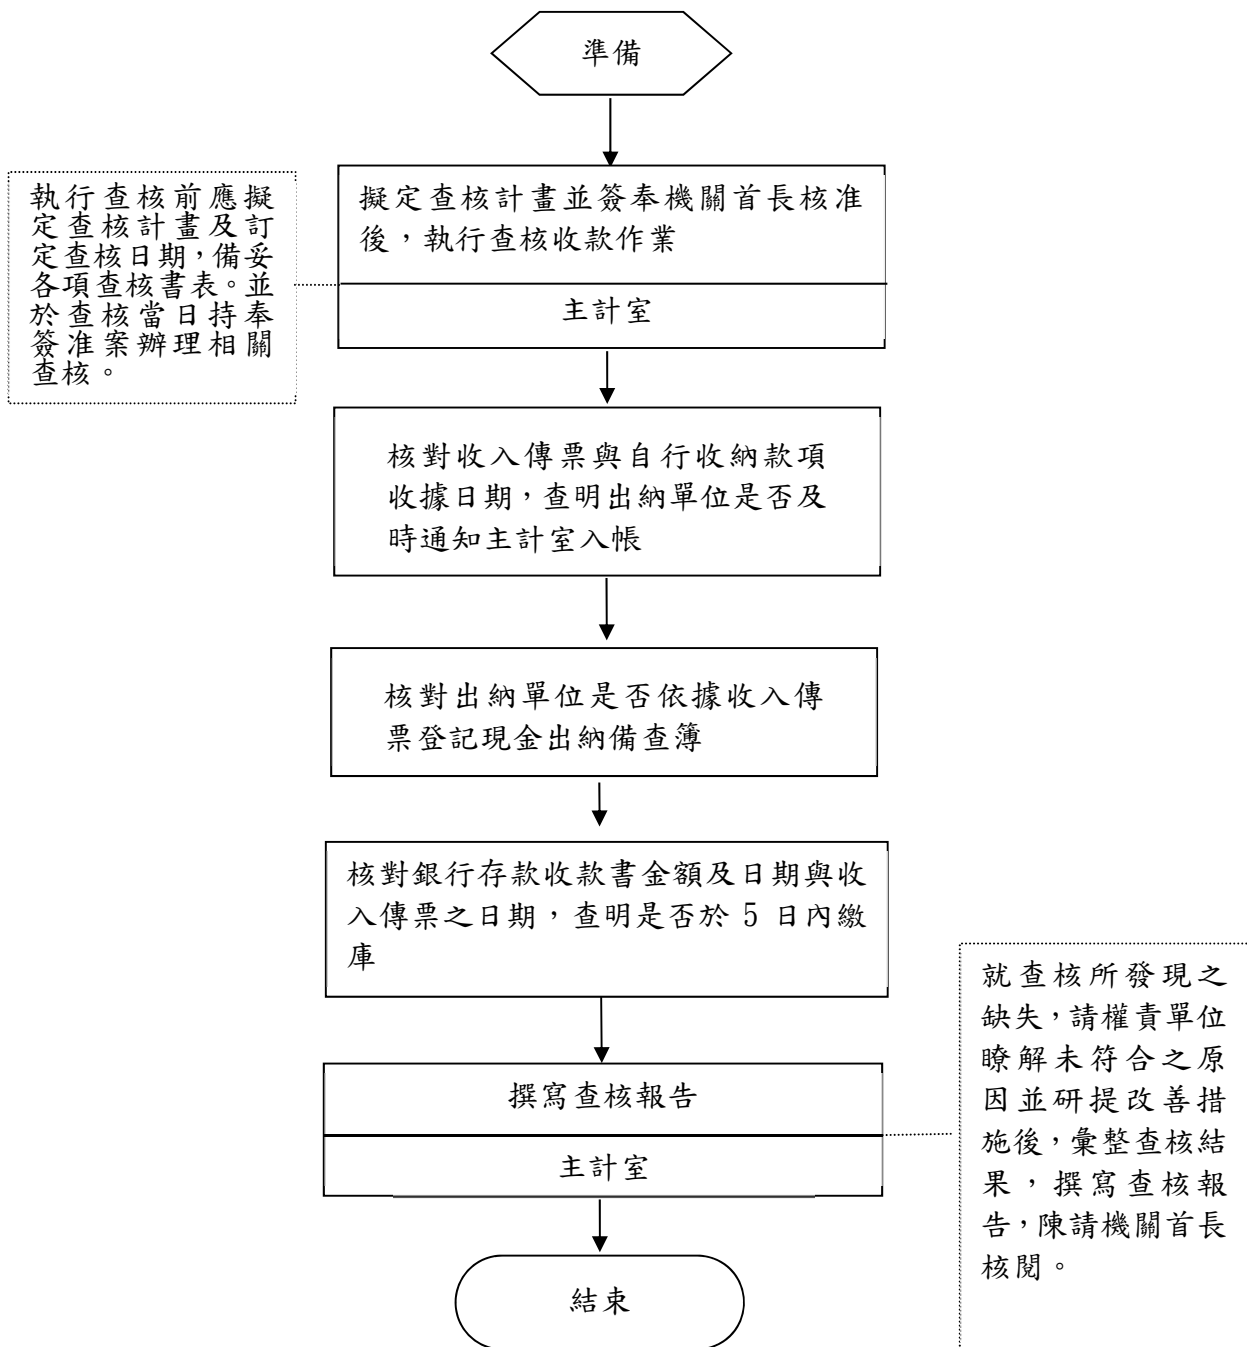 準備
擬定查核計畫並簽奉機關首長核准
後，執行查核收款作業
主計室
執行查核前應擬
定查核計畫及訂
定查核日期，備妥
各項查核書表。並
於查核當日持奉
簽准案辦理相關
查核。
核對收入傳票與自行收納款項
收據日期，查明出納單位是否及
時通知主計室入帳
核對出納單位是否依據收入傳
票登記現金出納備查簿
核對銀行存款收款書金額及日期與收
入傳票之日期，查明是否於 5 日內繳
庫
撰寫查核報告
主計室
就查核所發現之
缺失，請權責單位
瞭解未符合之原
因並研提改善措
施後，彙整查核結
果，撰寫查核報
告，陳請機關首長
核閱。
結束